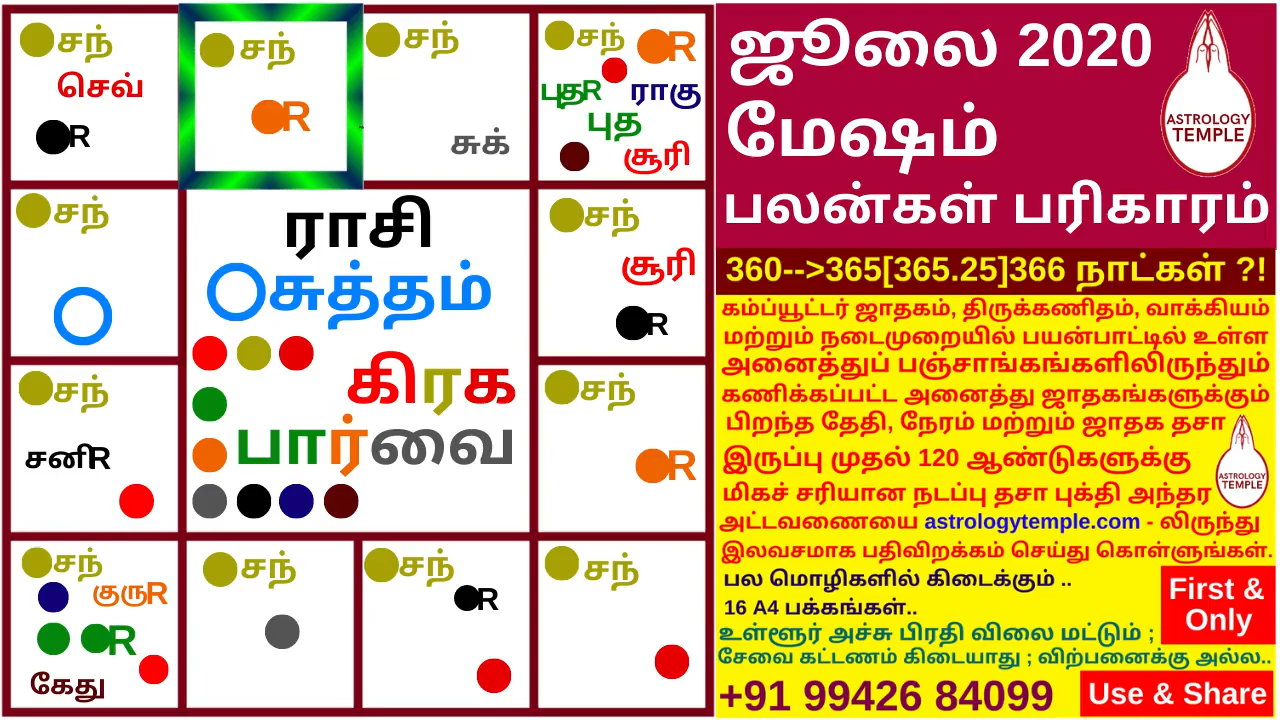 சந்
செவ்
R
சந்
R
சந்
சுக்
சந் R
புதR ராகு
புத
சூரி
சந்
சந்
சூரி
R
சந்
சனிR
சந்
R
சந்
குருR
R
கேது
சந்
சந்
R
சந்
ராசி
சுத்தம்
கிரக
பார்வை
ஜூலை 2020
மேஷம்
பலன்கள் பரிகாரம்
ASTROLOGY
TEMPLE
360-->365[365.25]366 நாட்கள் ?!
கம்ப்யூட்டர் ஜாதகம், திருக்கணிதம், வாக்கியம்
மற்றும் நடைமுறையில் பயன்பாட்டில் உள்ள
அனைத்துப் பஞ்சாங்கங்களிலிருந்தும்
கணிக்கப்பட்ட அனைத்து ஜாதகங்களுக்கும்
பிறந்த தேதி, நேரம் மற்றும் ஜாதக தசா
இருப்பு முதல் 120 ஆண்டுகளுக்கு
மிகச் சரியான நடப்பு தசா புக்தி அந்தர
அட்டவணையை astrologytemple.com - லிருந்து
இலவசமாக பதிவிறக்கம் செய்து கொள்ளுங்கள்.
ASTROLOGY
TEMPLE
பல மொழிகளில் கிடைக்கும் ..
16 A4 பக்கங்கள்..
First &
Only
உள்ளூர் அச்சு பிரதி விலை மட்டும் ;
சேவை கட்டணம் கிடையாது ; விற்பனைக்கு அல்ல..
+91 99426 84099
Use & Share